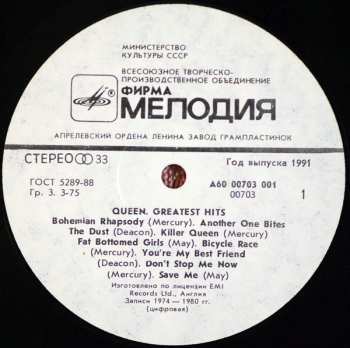 МИНИСТЕРСТВО
КУЛЬТУРЫ СССР
ВСЕСОЮЗНОЕ ТВОРЧЕСКО-
ПРОИЗВОДСТВЕННОЕ ОБЪЕДИНЕНИЕ
ФИРМА
МЕЛОДИЯ
АПРЕЛЕВСКИЙ ОРДЕНА ЛЕНИНА ЗАВОД ГРАМПЛАСТИНОК
СТЕРЕО 33
Год выпуска 1991
ГОСТ 5289-88
А60 00703 001
Гр. 3. 3-75
00703
1
QUEEN. GREATEST HITS
Bohemian Rhapsody (Mercury). Another One Bites
The Dust (Deacon). Killer Queen (Mercury)
Fat Bottomed Girls (May). Bicycle Race
(Mercury). You're My Best Friend
(Deacon). Don't Stop Me Now
(Mercury). Save Me (May)
Изготовлено по лицензии EMI
Records Ltd., Англия
Записи 1974 — 1980 гг.
(цифровая)